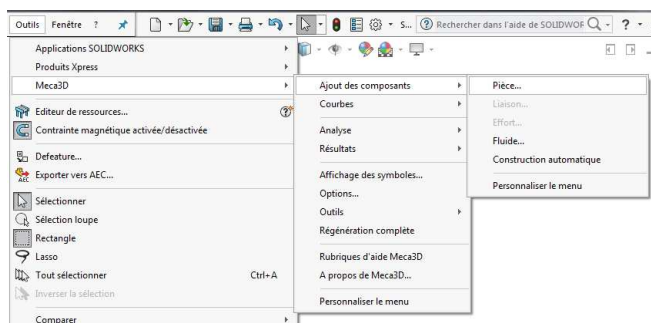 Outils Fenêtre ? S... Rechercher dans l'aide de SOLIDWOF ?
Applications SOLIDWORKS
Produits Xpress
Meca3D
Editeur de ressources...
Contrainte magnétique activée/désactivée
Defeature...
AEC Exporter vers AEC...
Sélectionner
Sélection loupe
Rectangle
Lasso
Tout sélectionner Ctrl+A
Inverser la sélection
Comparer
Ajout des composants
Courbes
Analyse
Résultats
Affichage des symboles...
Options...
Outils
Régénération complète
Rubriques d'aide Meca3D
A propos de Meca3D...
Personnaliser le menu
Pièce...
Liaison...
Effort...
Fluide...
Construction automatique
Personnaliser le menu